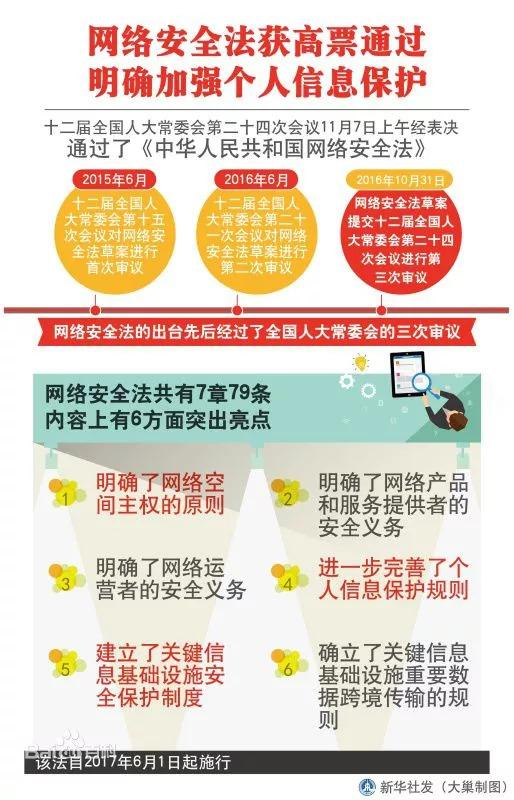 网络安全法获高票通过
明确加强个人信息保护
十二届全国人大常委会第二十四次会议11月7日上午经表决
通过了《中华人民共和国网络安全法》
2015年6月
十二届全国人
大常委会第十五
次会议对网络安
全法草案进行
首次审议
2016年6月
十二届全国人
大常委会第二十
一次会议对网络
安全法草案进行
第二次审议
2016年10月31日
网络安全法草案
提交十二届全国人
大常委会第二十四
次会议进行第
三次审议
网络安全法的出台先后经过了全国人大常委会的三次审议
网络安全法共有7章79条
内容上有6方面突出亮点
1
明确了网络空
间主权的原则
2
明确了网络产品
和服务提供者的
安全义务
3
明确了网络运
营者的安全义务
4
进一步完善了个
人信息保护规则
5
建立了关键信
息基础设施安
全保护制度
6
确立了关键信息
基础设施重要数
据跨境传输的规
则
Bai百科
该法自2017年6月1日起施行
新华社发（大巢制图）